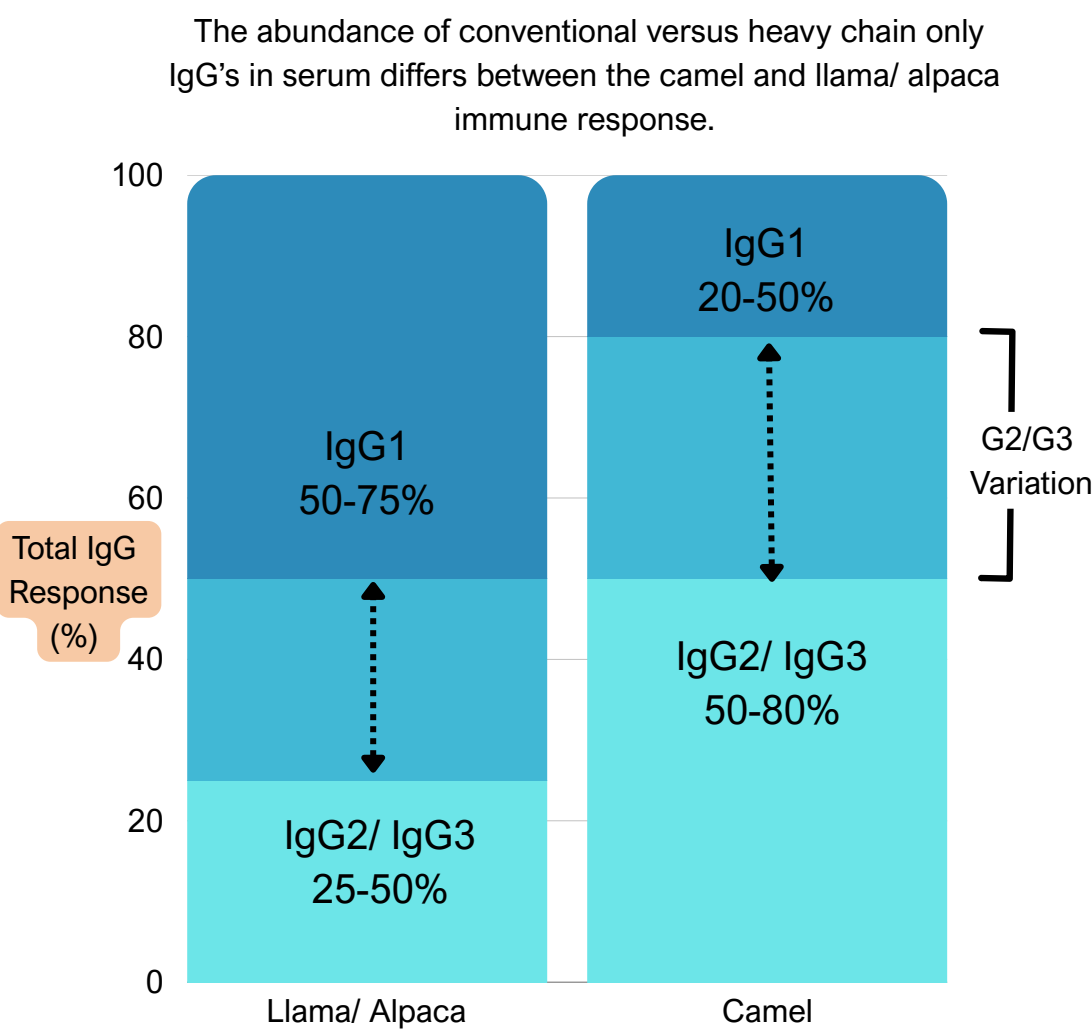 The abundance of conventional versus heavy chain only
IgG's in serum differs between the camel and llama/ alpaca
immune response.
100
80
60
40
20
0
Total IgG
Response
(%)
IgG1
50-75%
IgG2/ IgG3
25-50%
IgG1
20-50%
IgG2/ IgG3
50-80%
G2/G3
Variation
Llama/ Alpaca
Camel